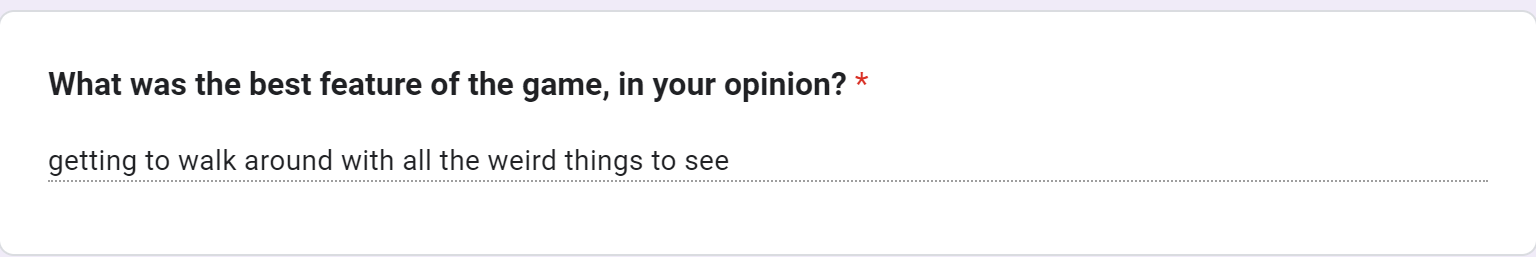 What was the best feature of the game, in your opinion? *
getting to walk around with all the weird things to see